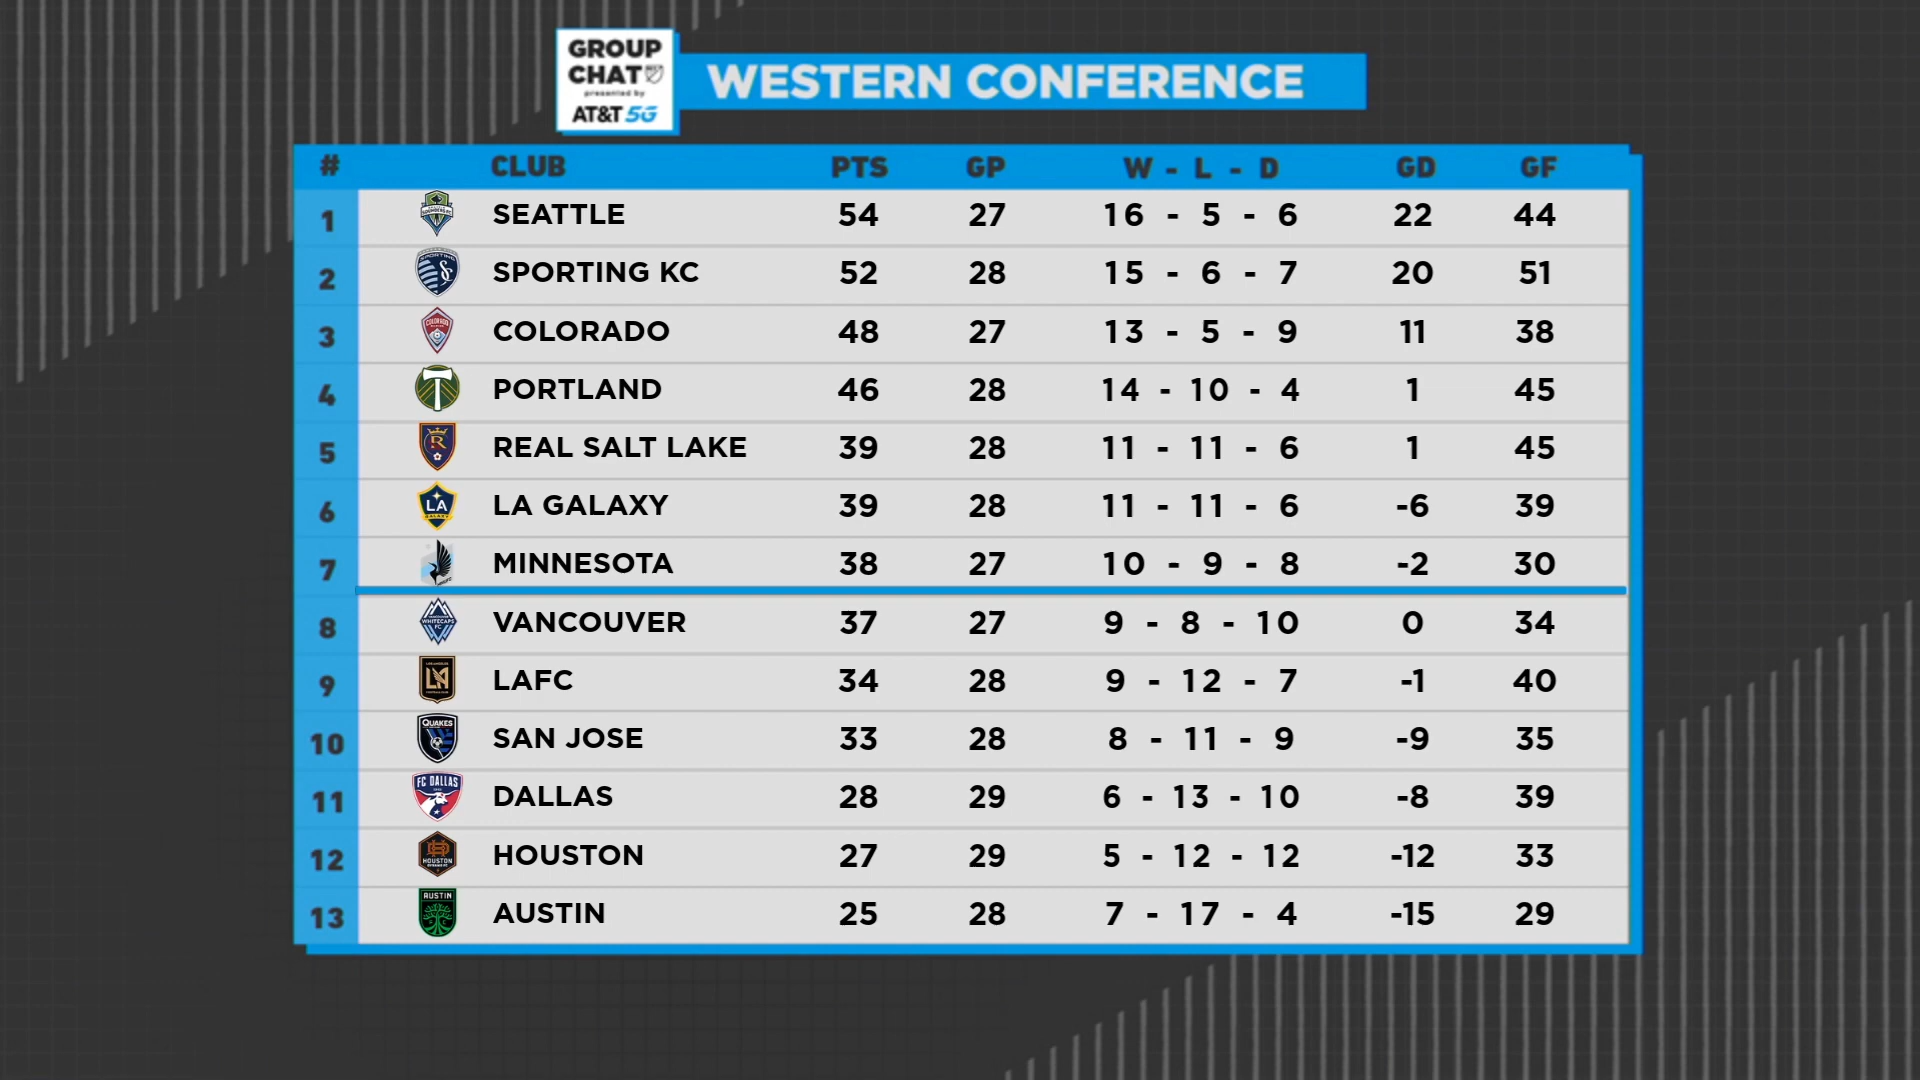 GROUP
CHAT
presented by
AT&T 5G
WESTERN CONFERENCE
# CLUB PTS GP W - L - D GD GF
1 SEATTLE 54 27 16 - 5 - 6 22 44
2 SPORTING KC 52 28 15 - 6 - 7 20 51
3 COLORADO 48 27 13 - 5 - 9 11 38
4 PORTLAND 46 28 14 - 10 - 4 1 45
5 REAL SALT LAKE 39 28 11 - 11 - 6 1 45
6 LA GALAXY 39 28 11 - 11 - 6 -6 39
7 MINNESOTA 38 27 10 - 9 - 8 -2 30
8 VANCOUVER 37 27 9 - 8 - 10 0 34
9 LAFC 34 28 9 - 12 - 7 -1 40
10 QUAKES SAN JOSE 33 28 8 - 11 - 9 -9 35
11 FC DALLAS DALLAS 28 29 6 - 13 - 10 -8 39
12 HOUSTON HOUSTON 27 29 5 - 12 - 12 -12 33
13 AUSTIN AUSTIN 25 28 7 - 17 - 4 -15 29